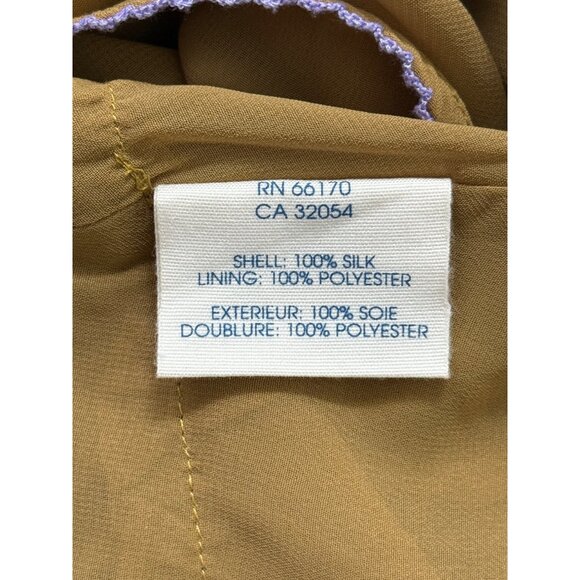 RN 66170
CA 32054
SHELL: 100% SILK
LINING: 100% POLYESTER
EXTERIEUR: 100% SOIE
DOUBLURE: 100% POLYESTER